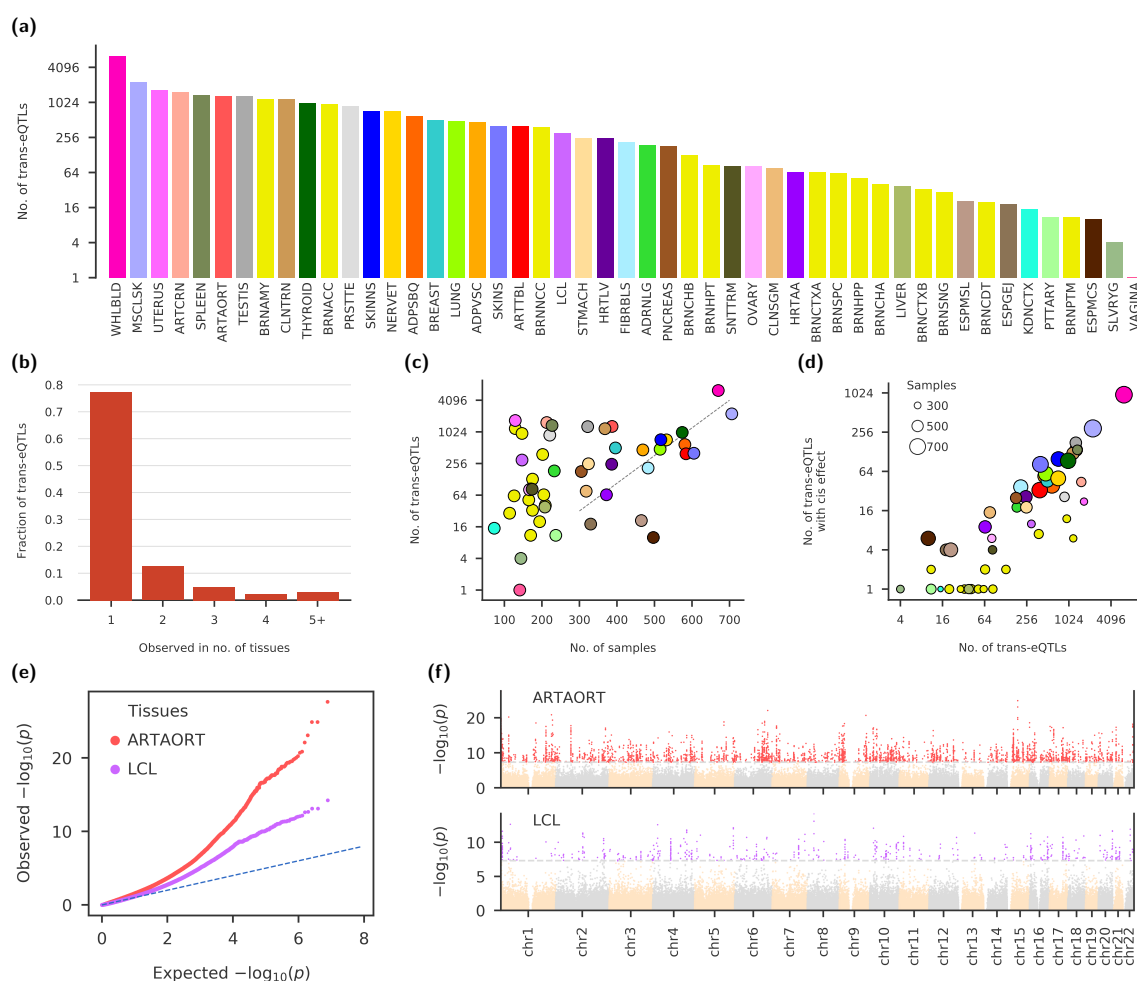 (a)
No. of trans-eQTLs
4096
1024
256
64
16
4
1
WHLBLD
MSCLSK
UTERUS
ARTCRN
SPLEEN
ARTAORT
TESTIS
BRNAMY
CLNTRN
THYROID
BRNACC
PRSTTE
SKINNS
NERVET
ADPSBQ
BREAST
LUNG
ADPVSC
SKINS
ARTTBL
BRNNCC
LCL
STMACH
HRTLV
FIBRBLS
ADRNLG
PNCREAS
BRNCHB
BRNHPT
SNTTRM
OVARY
CLNSGM
HRTAA
BRNCTXA
BRNSPC
BRNHPP
BRNCHA
LIVER
BRNCTXB
BRNSNG
ESPMSL
BRNCDT
ESPGEJ
KDNCTX
PTTARY
BRNPTM
ESPMCS
SLVRYG
VAGINA
(b)
Fraction of trans-eQTLs
0.8
0.7
0.6
0.5
0.4
0.3
0.2
0.1
0.0
1 2 3 4 5+
Observed in no. of tissues
(c)
No. of trans-eQTLs
4096
1024
256
64
16
4
1
100 200 300 400 500 600 700
No. of samples
(d)
No. of trans-eQTLs
with cis effect
1024
256
64
16
4
1
Samples
300
500
700
4 16 64 256 1024 4096
No. of trans-eQTLs
(e)
Observed −log10(p)
20
10
0
Tissues
ARTAORT
LCL
0 2 4 6 8
Expected −log10(p)
(f)
−log10(p)
20
10
0
ARTAORT
−log10(p)
10
5
0
LCL
chr1
chr2
chr3
chr4
chr5
chr6
chr7
chr8
chr9
chr10
chr11
chr12
chr13
chr14
chr15
chr16
chr17
chr18
chr19
chr20
chr21
chr22